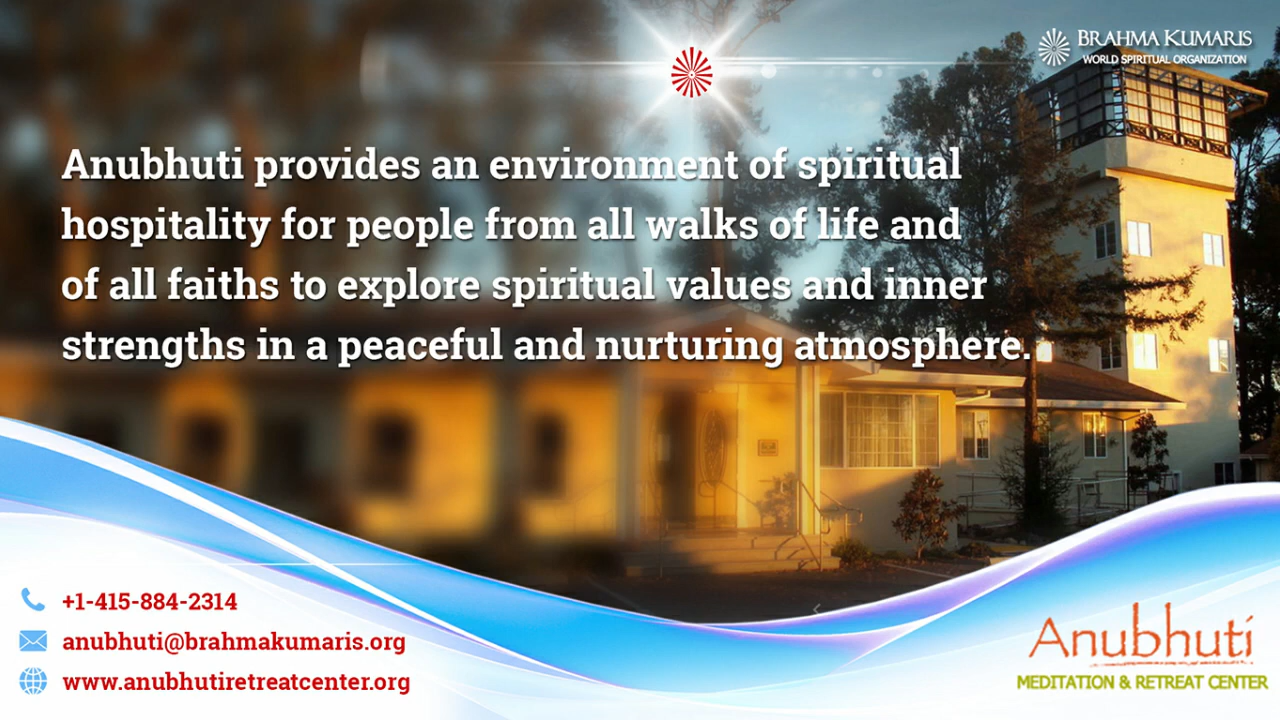 BRAHMA KUMARIS
WORLD SPIRITUAL ORGANIZATION
Anubhuti provides an environment of spiritual
hospitality for people from all walks of life and
of all faiths to explore spiritual values and inner
strengths in a peaceful and nurturing atmosphere.
+1-415-884-2314
anubhuti@brahmakumaris.org
www.anubhutiretreatcenter.org
Anubhuti
MEDITATION & RETREAT CENTER